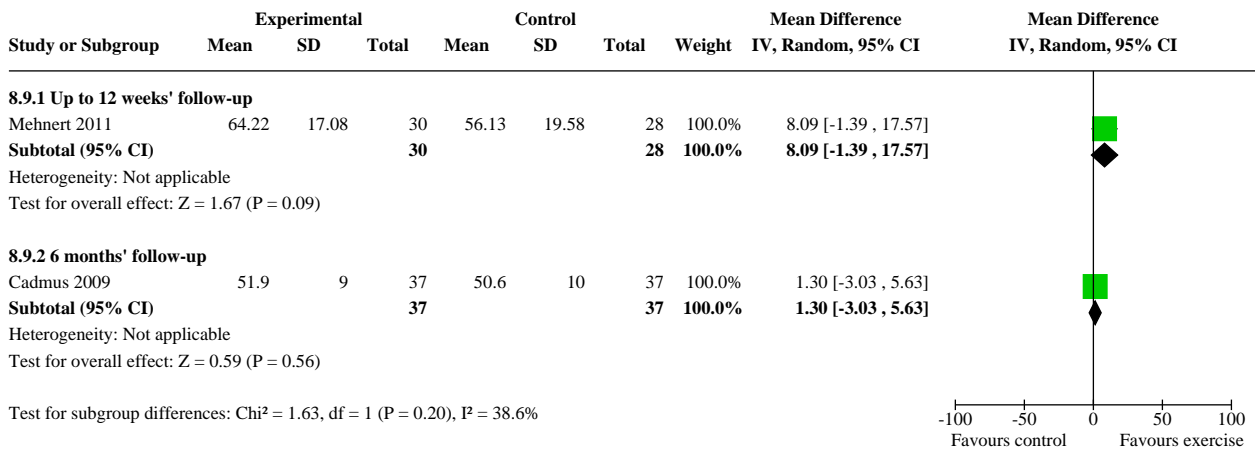 Experimental Control Mean Difference Mean Difference
Study or Subgroup Mean SD Total Mean SD Total Weight IV, Random, 95% CI IV, Random, 95% CI
8.9.1 Up to 12 weeks' follow-up
Mehnert 2011 64.22 17.08 30 56.13 19.58 28 100.0% 8.09 [-1.39 , 17.57]
Subtotal (95% CI) 30 28 100.0% 8.09 [-1.39 , 17.57]
Heterogeneity: Not applicable
Test for overall effect: Z = 1.67 (P = 0.09)
8.9.2 6 months' follow-up
Cadmus 2009 51.9 9 37 50.6 10 37 100.0% 1.30 [-3.03 , 5.63]
Subtotal (95% CI) 37 37 100.0% 1.30 [-3.03 , 5.63]
Heterogeneity: Not applicable
Test for overall effect: Z = 0.59 (P = 0.56)
Test for subgroup differences: Chi² = 1.63, df = 1 (P = 0.20), I² = 38.6%
-100 -50 0 50 100
Favours control Favours exercise